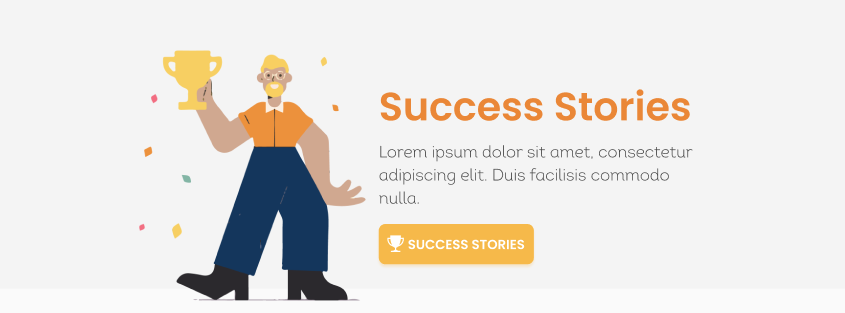 Success Stories
Lorem ipsum dolor sit amet, consectetur
adipiscing elit. Duis facilisis commodo
nulla.
SUCCESS STORIES